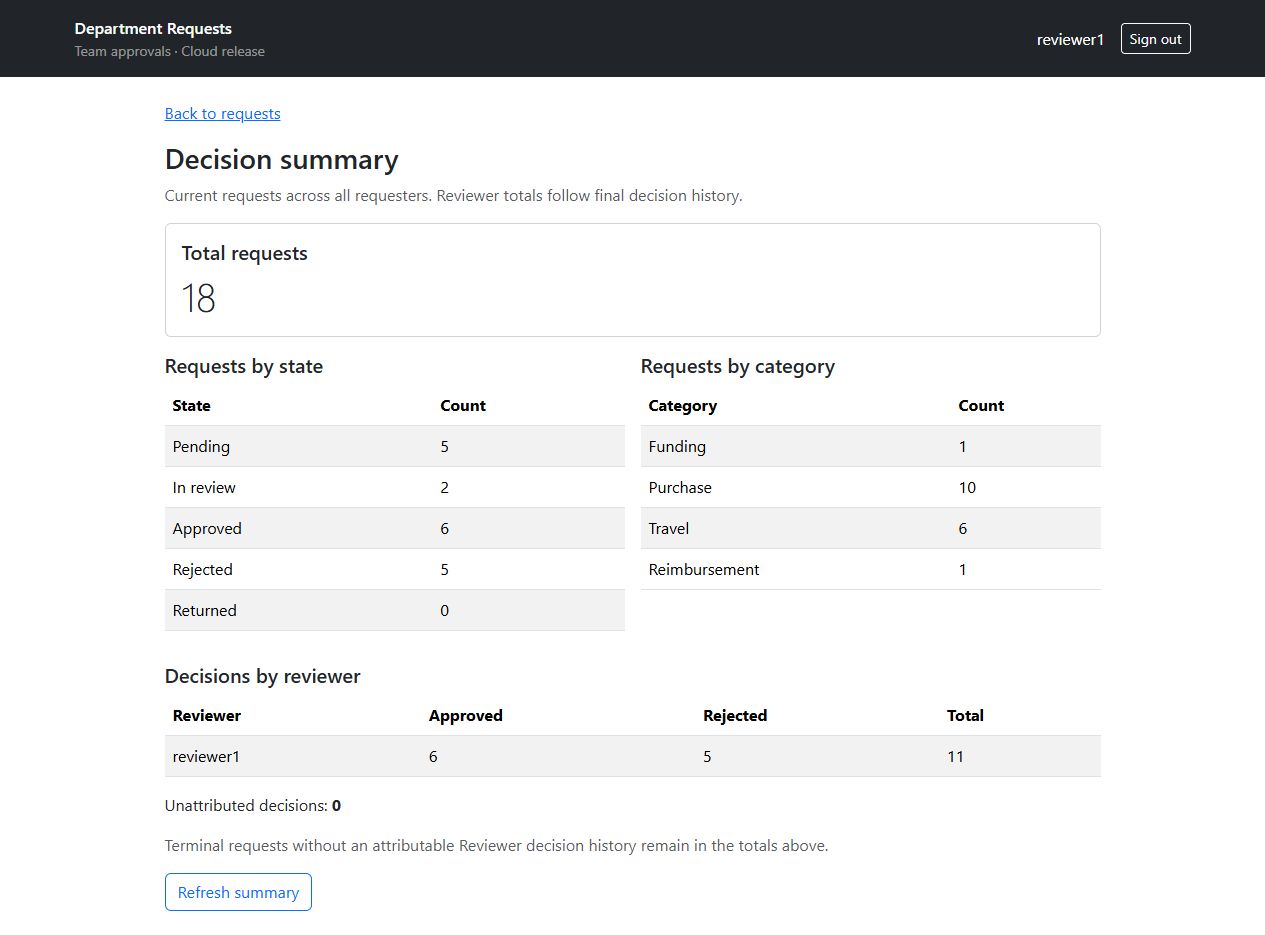 Department Requests
Team approvals · Cloud release
reviewer1 Sign out
Back to requests
Decision summary
Current requests across all requesters. Reviewer totals follow final decision history.
Total requests
18
Requests by state
State Count
Pending 5
In review 2
Approved 6
Rejected 5
Returned 0
Requests by category
Category Count
Funding 1
Purchase 10
Travel 6
Reimbursement 1
Decisions by reviewer
Reviewer Approved Rejected Total
reviewer1 6 5 11
Unattributed decisions: 0
Terminal requests without an attributable Reviewer decision history remain in the totals above.
Refresh summary